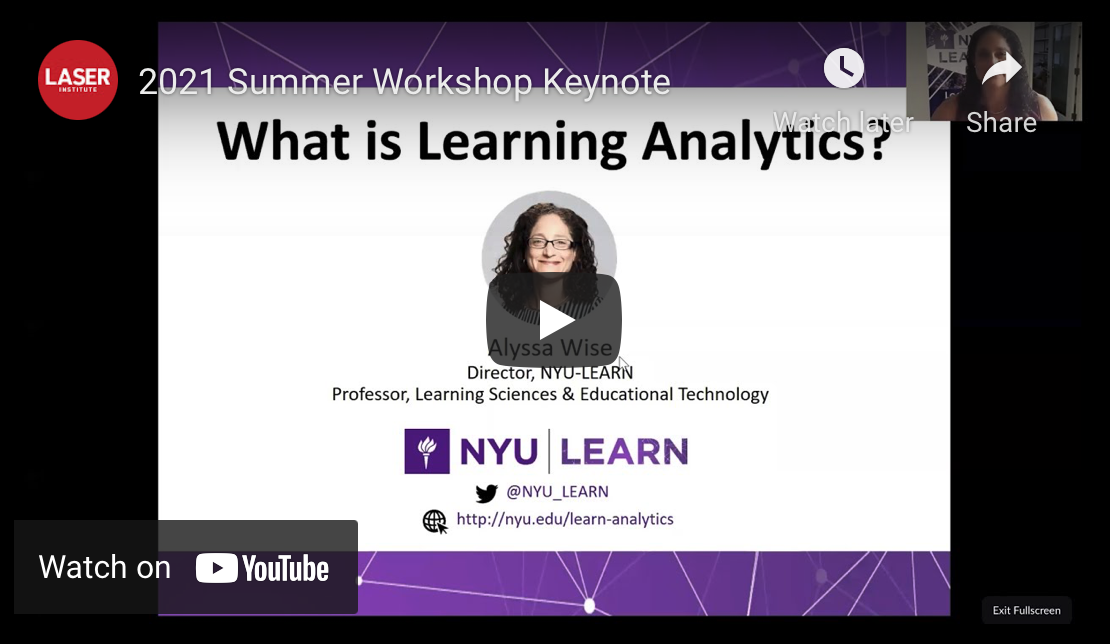 LASER
INSTITUTE
2021 Summer Workshop Keynote
Watch later
Share
What is Learning Analytics?
Alyssa Wise
Director, NYU-LEARN
Professor, Learning Sciences & Educational Technology
NYU | LEARN
@NYU_LEARN
http://nyu.edu/learn-analytics
Watch on YouTube
Exit Fullscreen